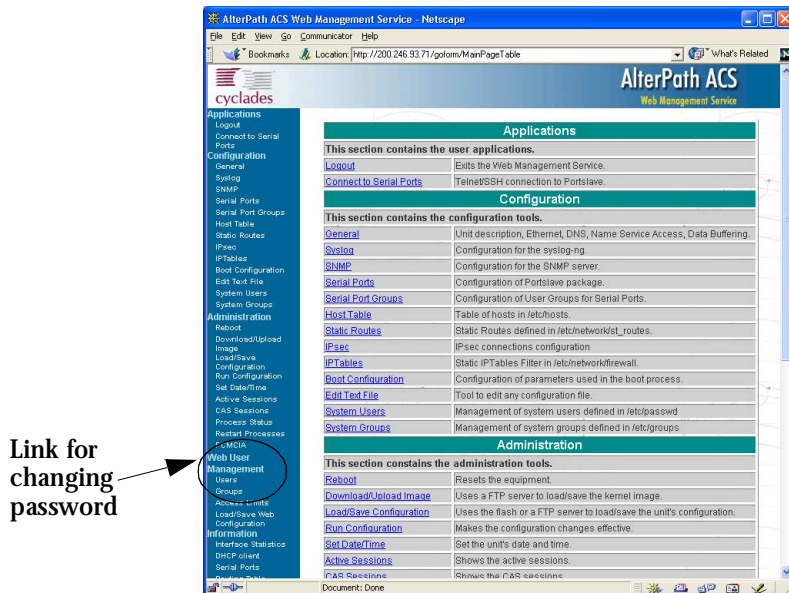 AlterPath ACS Web Management Service - Netscape
File Edit View Go Communicator Help
Bookmarks Location: http://200.246.93.71/goform/MainPageTable What's Related N
cyclades
AlterPath ACS
Web Management Service
Applications
Logout
Connect to Serial
Ports
Configuration
General
Syslog
SNMP
Serial Ports
Serial Port Groups
Host Table
Static Routes
IPsec
IPTables
Boot Configuration
Edit Text File
System Users
System Groups
Administration
Reboot
Download/Upload
Image
Load/Save
Configuration
Run Configuration
Set Date/Time
Active Sessions
CAS Sessions
Process Status
Restart Processes
PCMCIA
Web User
Management
Users
Groups
Access Limits
Load/Save Web
Configuration
Information
Interface Statistics
DHCP client
Serial Ports
Routing Table
Applications
This section contains the user applications.
Logout Exits the Web Management Service.
Connect to Serial Ports Telnet/SSH connection to Portslave.
Configuration
This section contains the configuration tools.
General Unit description, Ethernet, DNS, Name Service Access, Data Buffering.
Syslog Configuration for the syslog-ng.
SNMP Configuration for the SNMP server.
Serial Ports Configuration of Portslave package.
Serial Port Groups Configuration of User Groups for Serial Ports.
Host Table Table of hosts in /etc/hosts.
Static Routes Static Routes defined in /etc/network/st_routes.
IPsec IPsec connections configuration
IPTables Static IPTables Filter in /etc/network/firewall.
Boot Configuration Configuration of parameters used in the boot process.
Edit Text File Tool to edit any configuration file.
System Users Management of system users defined in /etc/passwd
System Groups Management of system groups defined in /etc/groups
Administration
This section constains the administration tools.
Reboot Resets the equipment.
Download/Upload Image Uses a FTP server to load/save the kernel image.
Load/Save Configuration Uses the flash or a FTP server to load/save the unit's configuration.
Run Configuration Makes the configuration changes effective.
Set Date/Time Set the unit's date and time.
Active Sessions Shows the active sessions.
CAS Sessions Shows the CAS sessions.
Document: Done
Link for
changing
password